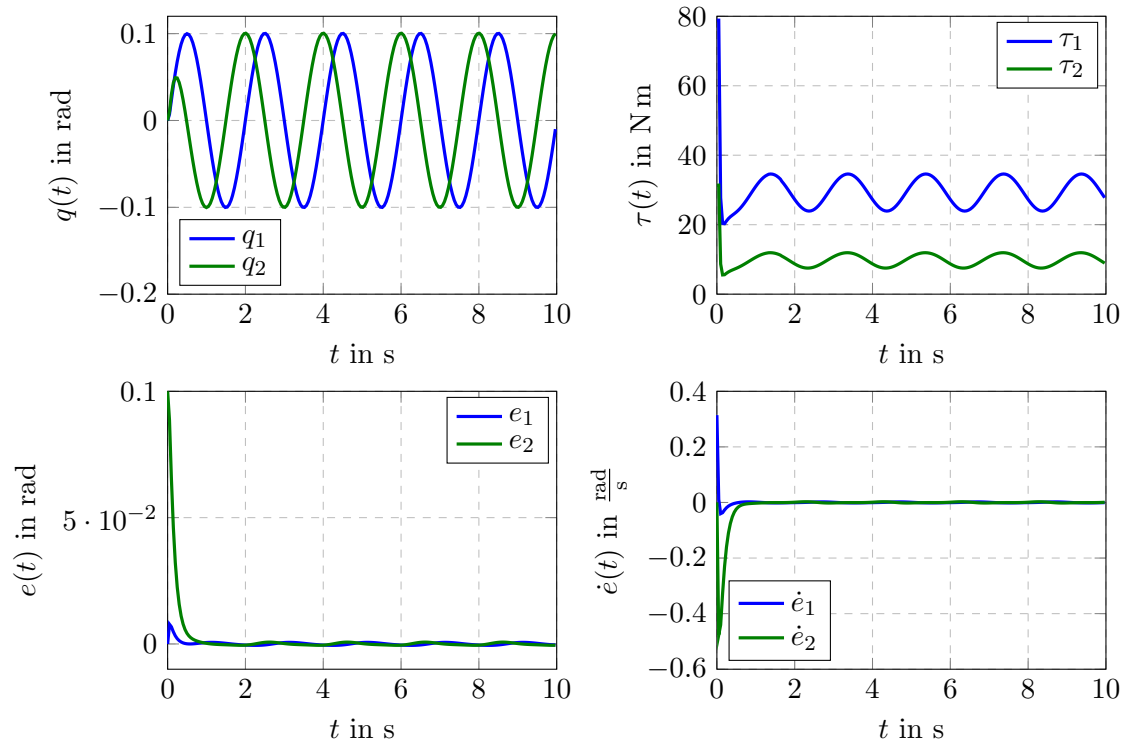 0.1
0
−0.1
−0.2
q(t) in rad
q₁
q₂
0 2 4 6 8 10
t in s
80
60
40
20
0
τ(t) in N m
τ₁
τ₂
0 2 4 6 8 10
t in s
0.1
5 · 10⁻²
0
e(t) in rad
e₁
e₂
0 2 4 6 8 10
t in s
0.4
0.2
0
−0.2
−0.4
−0.6
ė(t) in rad/s
ė₁
ė₂
0 2 4 6 8 10
t in s